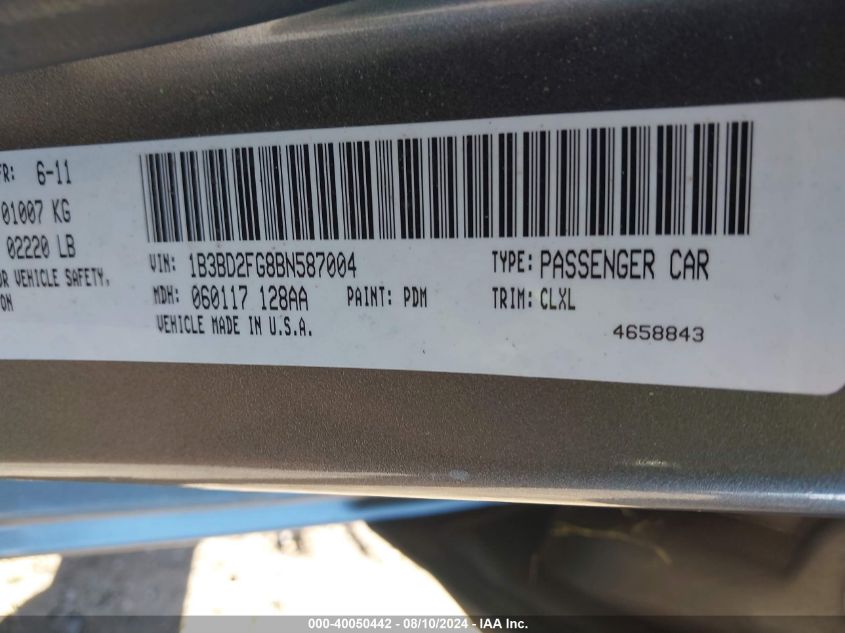 FR: 6-11
01007 KG
02220 LB
OR VEHICLE SAFETY,
ON
VIN: 1B3BD2FG8BN587004
TYPE: PASSENGER CAR
MDH: 060117 128AA
PAINT: PDM
TRIM: CLXL
VEHICLE MADE IN U.S.A.
4658843
000-40050442 - 08/10/2024 - IAA Inc.